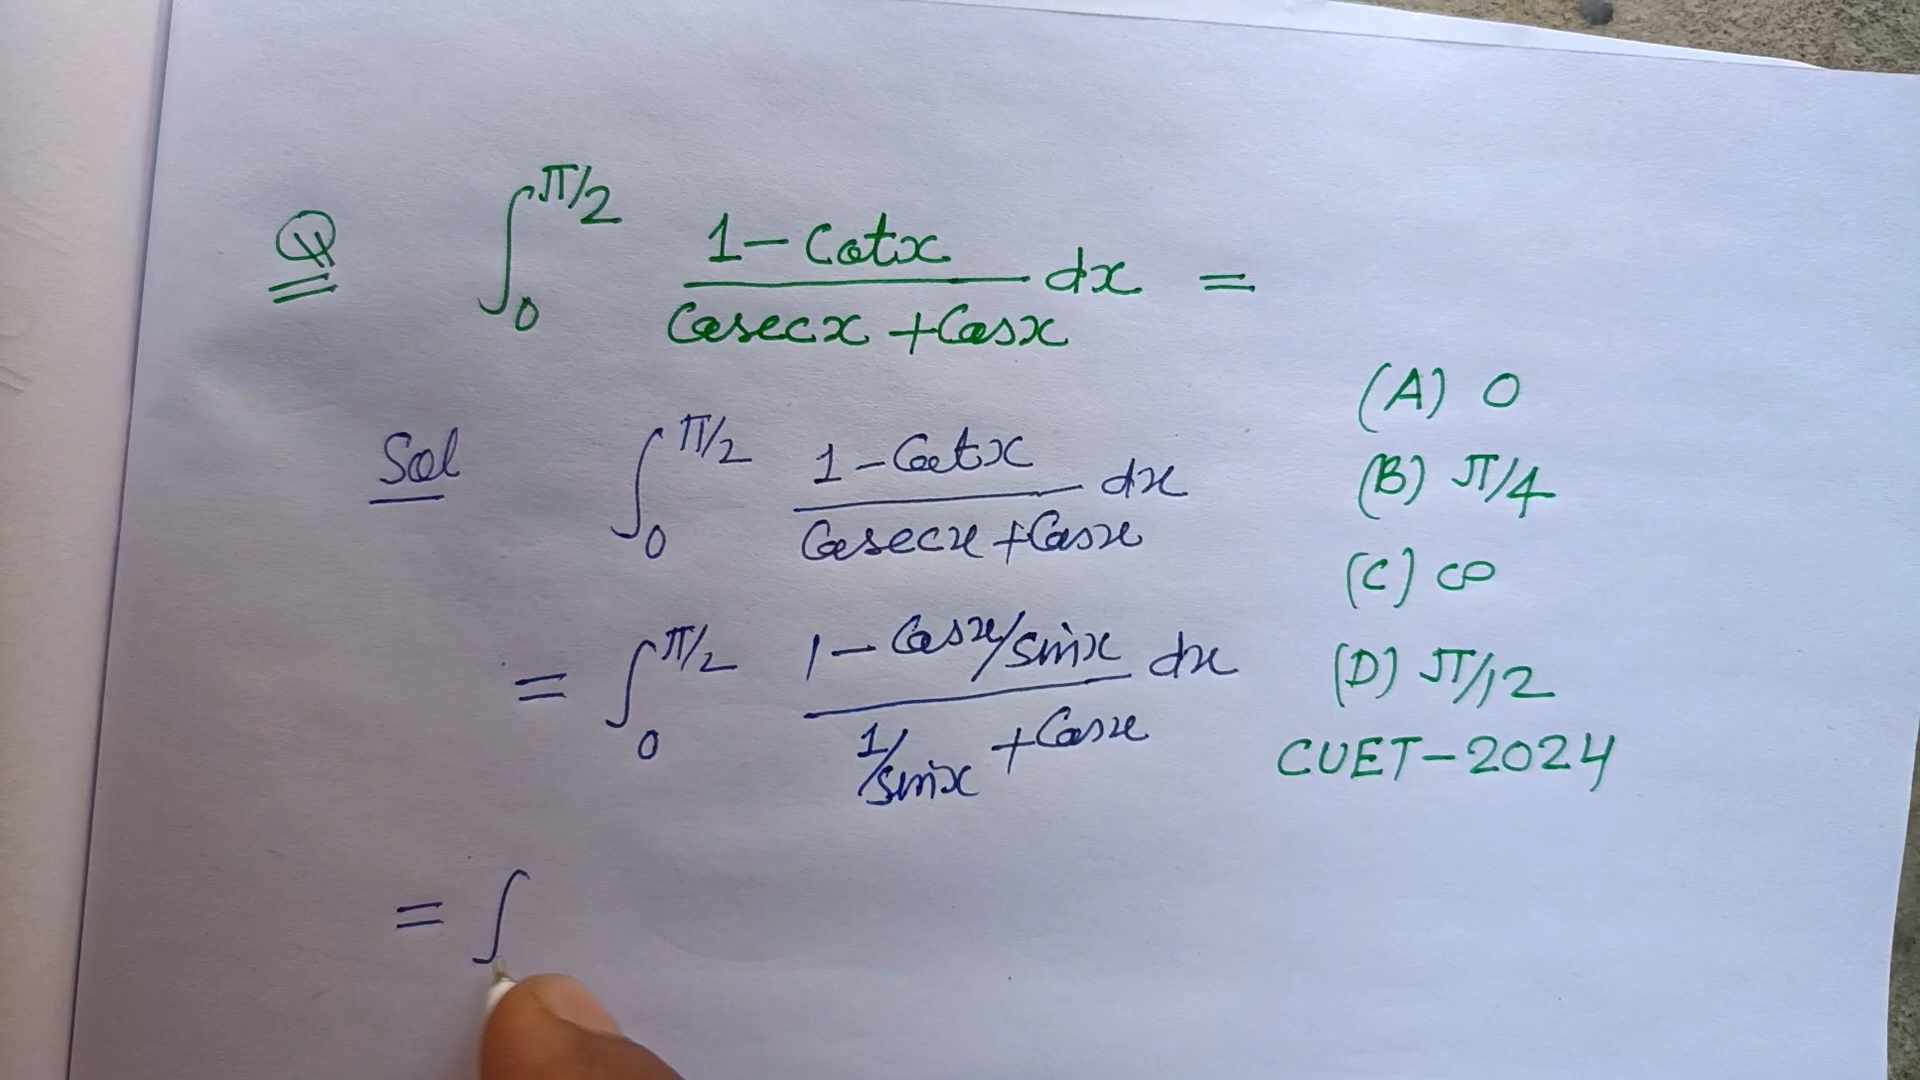 Q ∫₀^π/2 (1 - Cotx)/(Cosecx + Cosx) dx =
(A) 0
Sol ∫₀^π/2 (1 - Cotx)/(Cosecx + Cosx) dx
(B) π/4
(C) ∞
= ∫₀^π/2 (1 - Cosx/sinx)/(1/sinx + Cosx) dx
(D) π/12
CUET-2024
= ∫